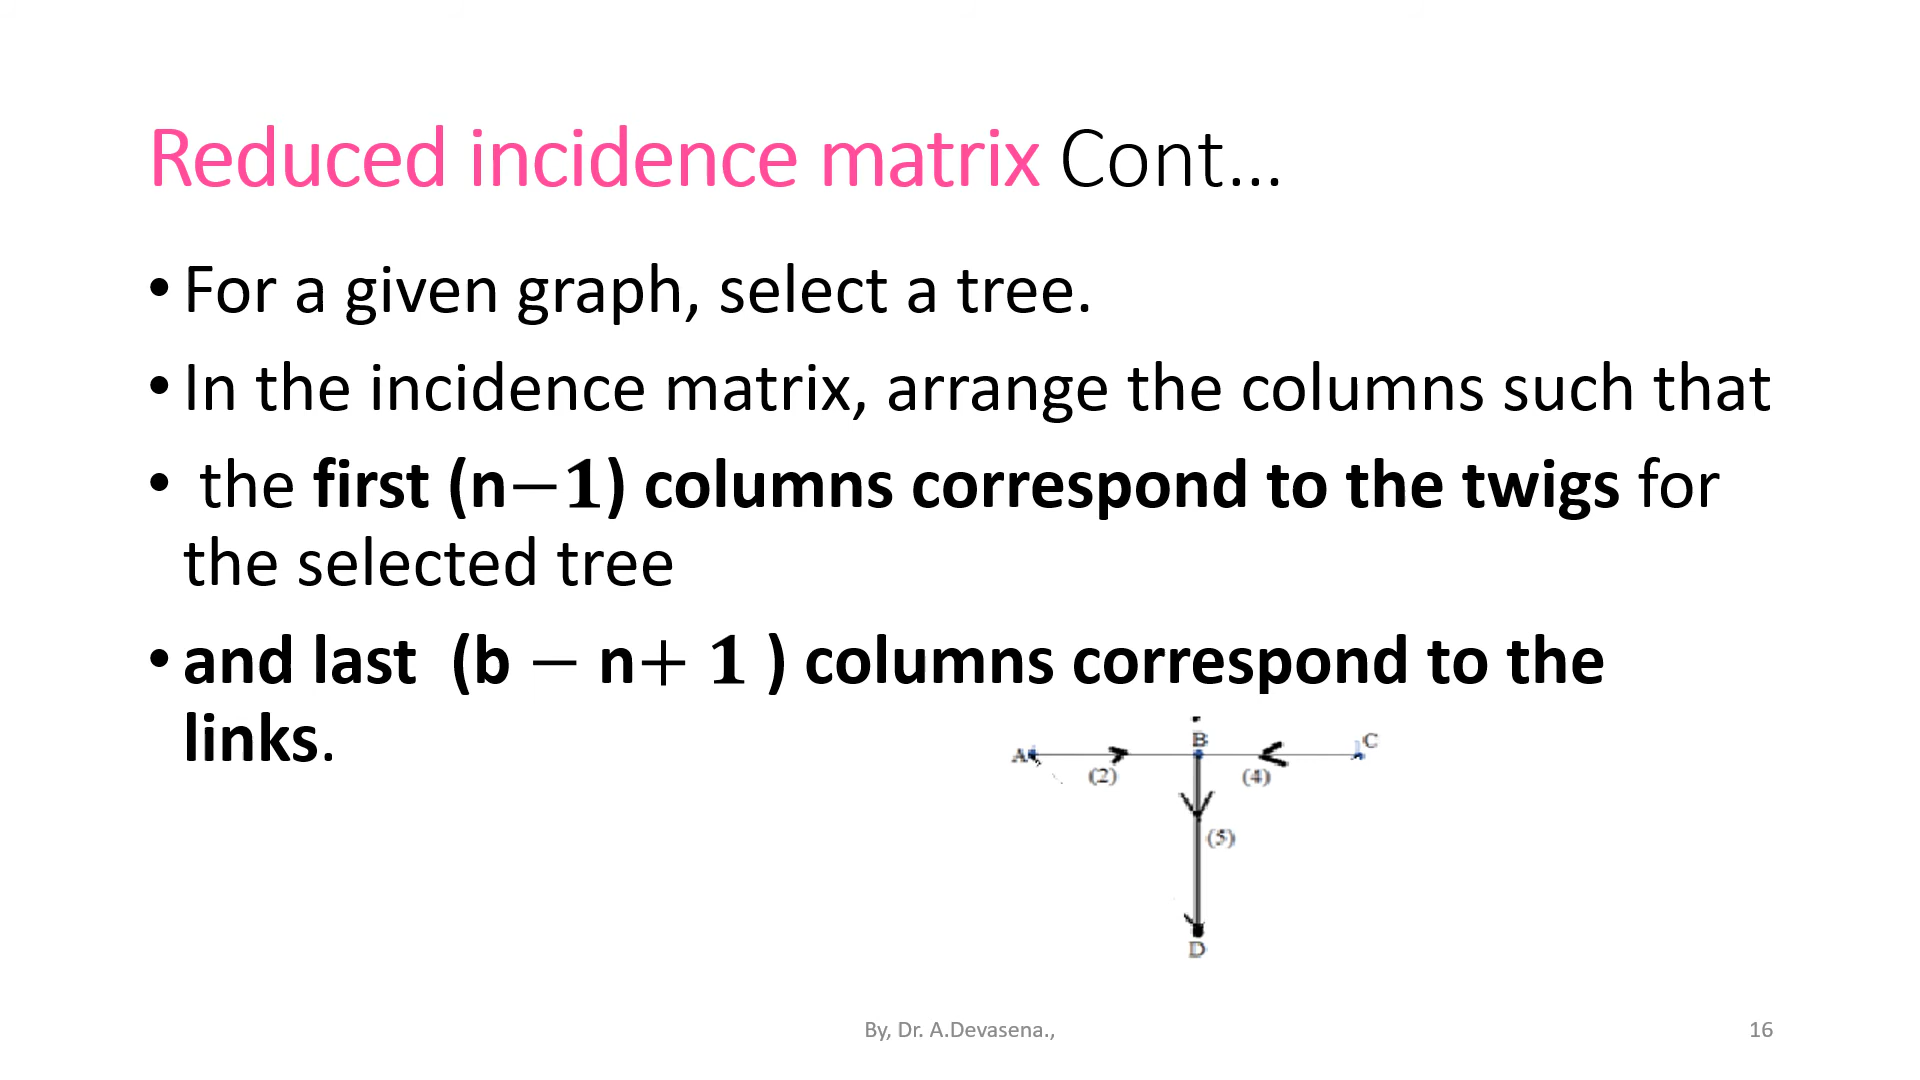 Reduced incidence matrix Cont...
• For a given graph, select a tree.
• In the incidence matrix, arrange the columns such that
• the first (n−1) columns correspond to the twigs for
the selected tree
• and last (b − n+ 1 ) columns correspond to the
links.
A B C
(2) (4)
(5)
D
By, Dr. A.Devasena., 16